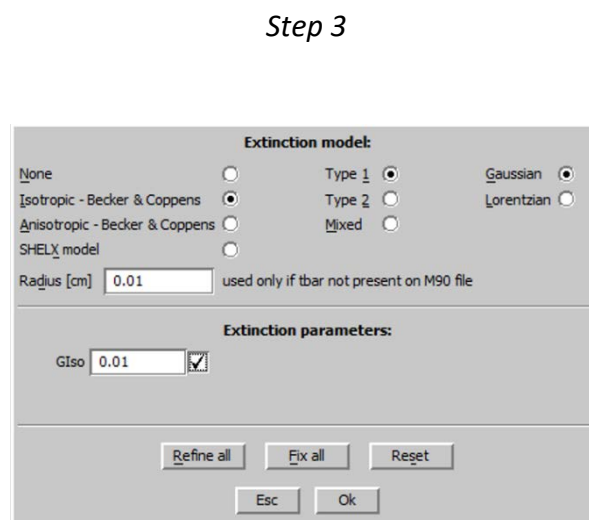 Step 3
Extinction model:
None Type 1 Gaussian
Isotropic - Becker & Coppens Type 2 Lorentzian
Anisotropic - Becker & Coppens Mixed
SHELX model
Radius [cm] 0.01 used only if tbar not present on M90 file
Extinction parameters:
GIso 0.01
Refine all Fix all Reset
Esc Ok